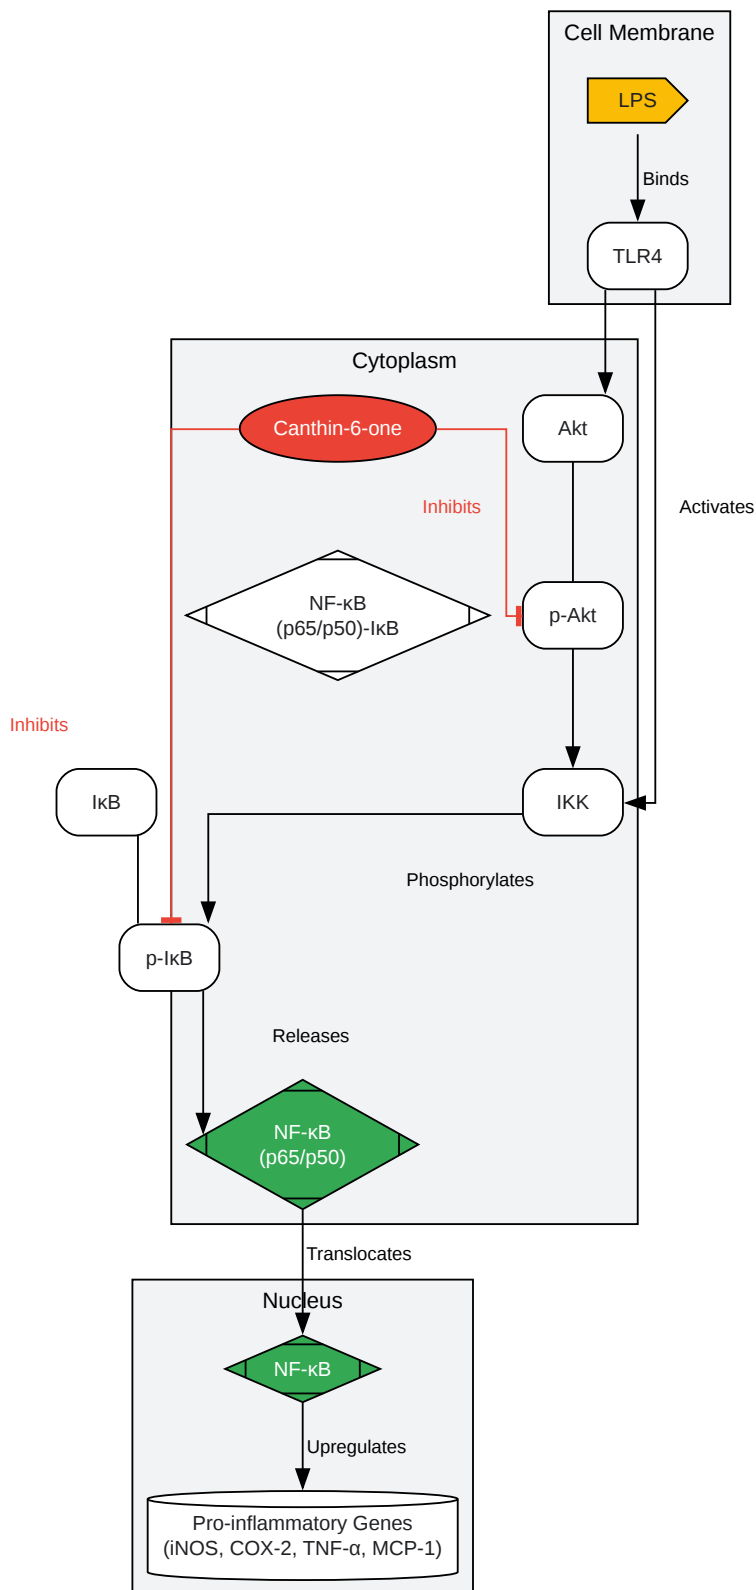 Cell Membrane
LPS
Binds
TLR4
Cytoplasm
Canthin-6-one
Akt
Inhibits
Activates
NF-κB
(p65/p50)-IκB
p-Akt
Inhibits
IκB
IKK
Phosphorylates
p-IκB
Releases
NF-κB
(p65/p50)
Translocates
Nucleus
NF-κB
Upregulates
Pro-inflammatory Genes
(iNOS, COX-2, TNF-α, MCP-1)